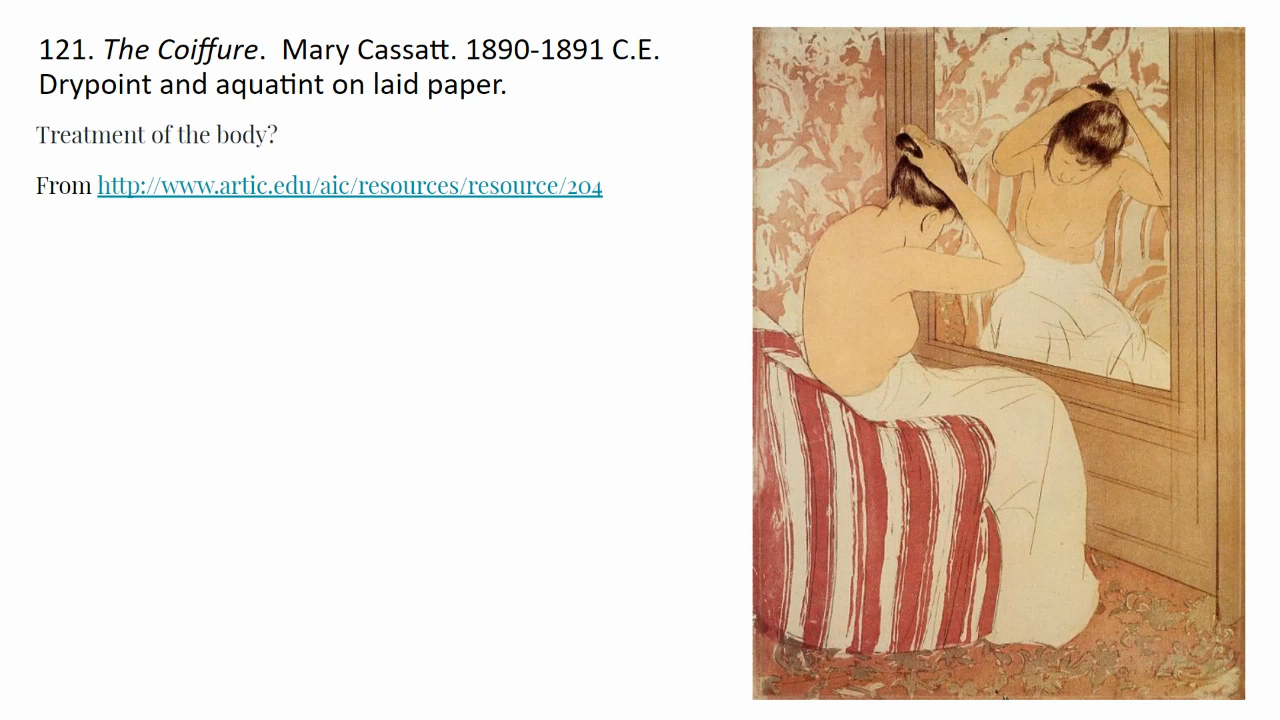 121. The Coiffure.  Mary Cassatt. 1890-1891 C.E.
Drypoint and aquatint on laid paper.
Treatment of the body?
From http://www.artic.edu/aic/resources/resource/204